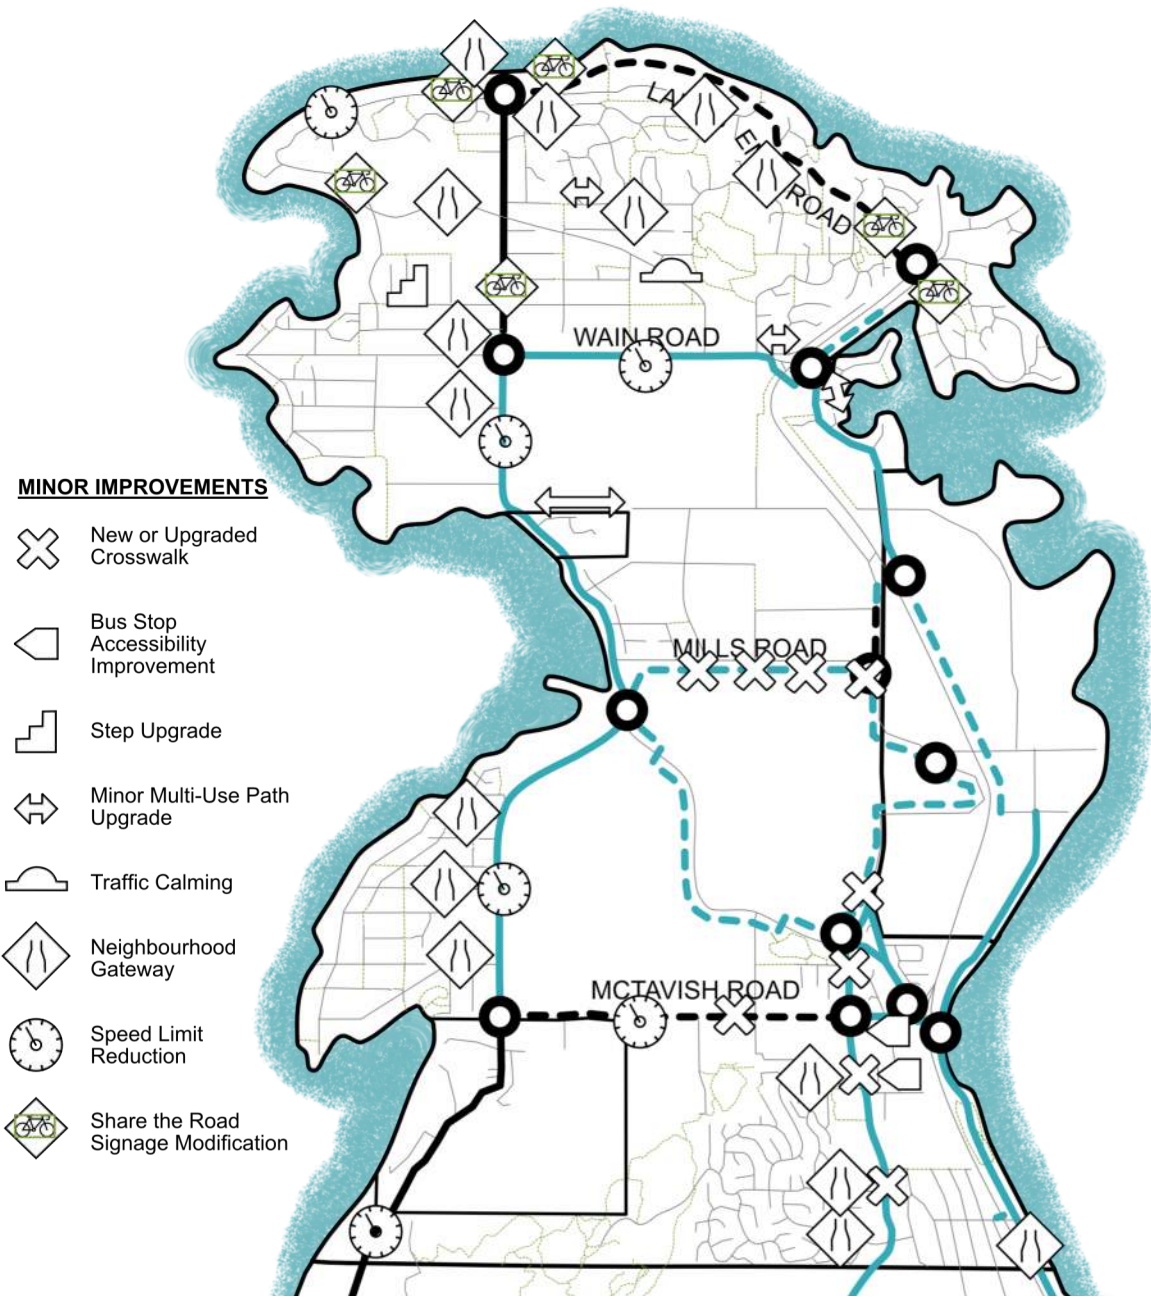 LA
EN
ROAD
WAIN ROAD
MINOR IMPROVEMENTS
New or Upgraded
Crosswalk
Bus Stop
Accessibility
Improvement
Step Upgrade
Minor Multi-Use Path
Upgrade
Traffic Calming
Neighbourhood
Gateway
Speed Limit
Reduction
Share the Road
Signage Modification
MILLS ROAD
MCTAVISH ROAD